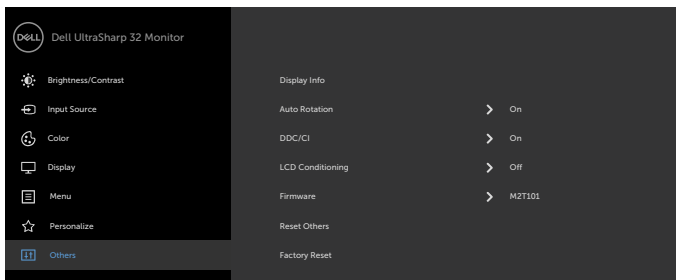 DELL Dell UltraSharp 32 Monitor
Brightness/Contrast
Input Source
Color
Display
Menu
Personalize
Others
Display Info
Auto Rotation On
DDC/CI On
LCD Conditioning Off
Firmware M2T101
Reset Others
Factory Reset